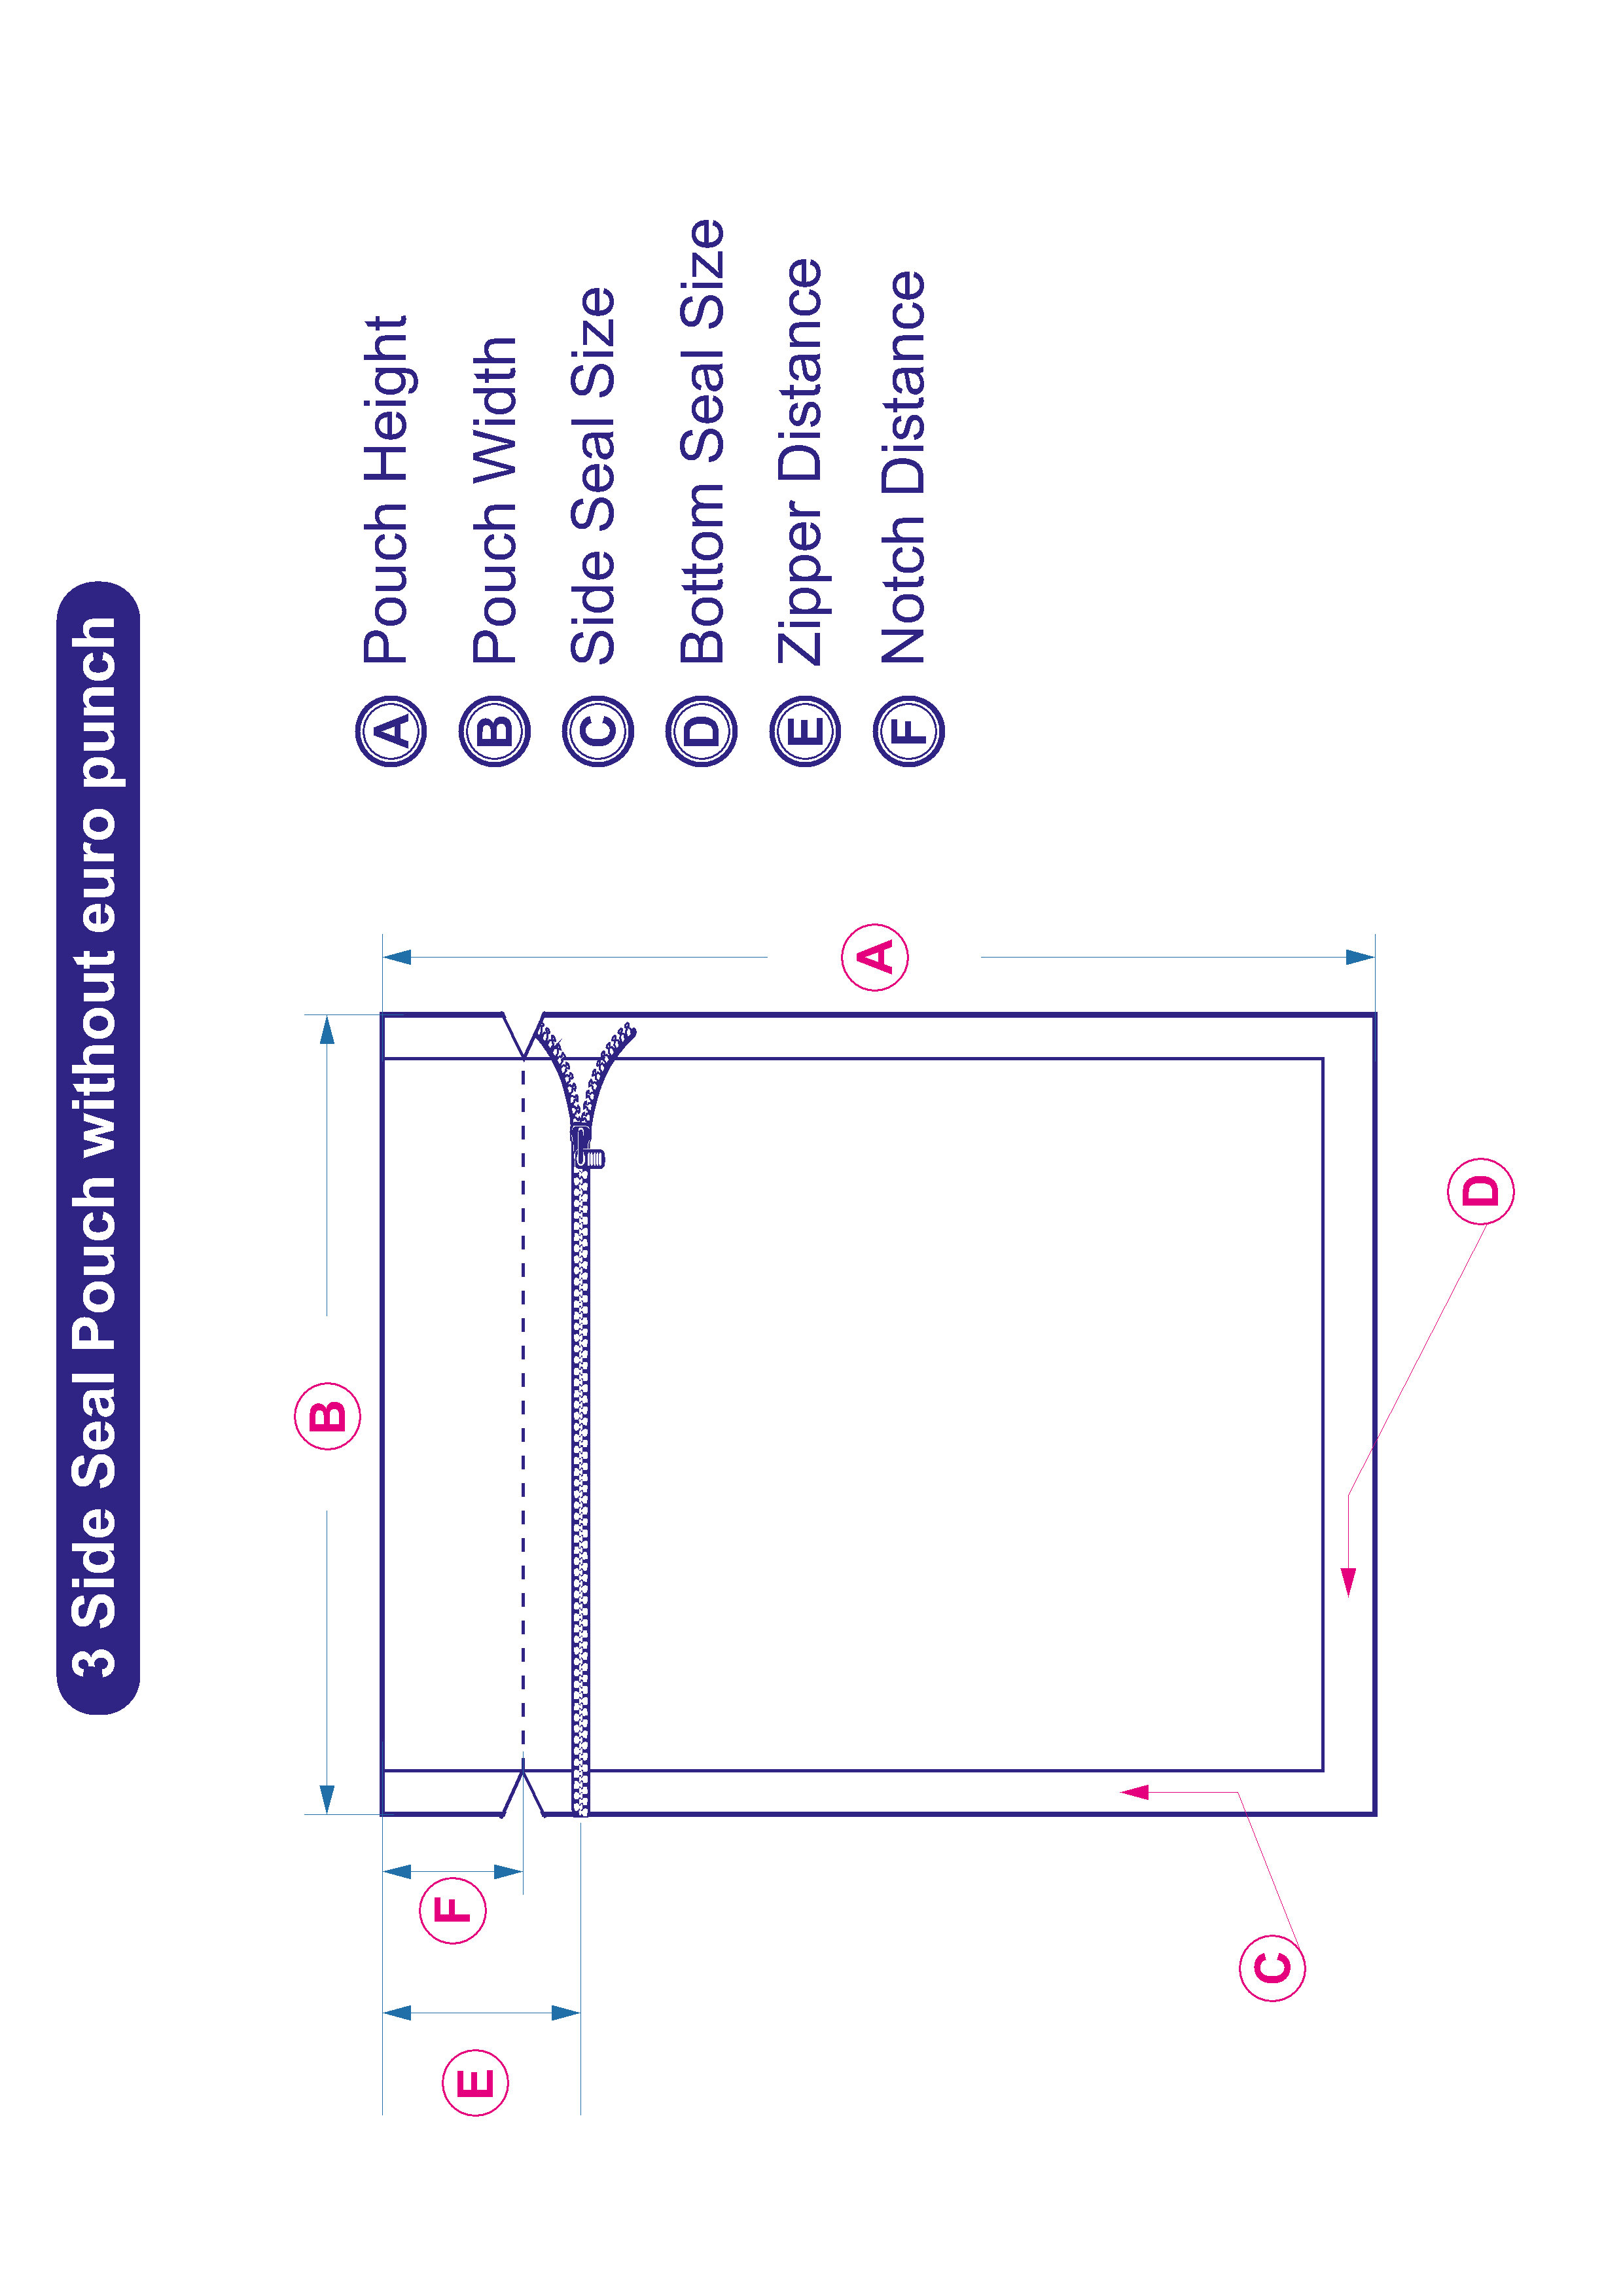 3 Side Seal Pouch without euro punch
B
F
E
A
C
D
A Pouch Height
B Pouch Width
C Side Seal Size
D Bottom Seal Size
E Zipper Distance
F Notch Distance